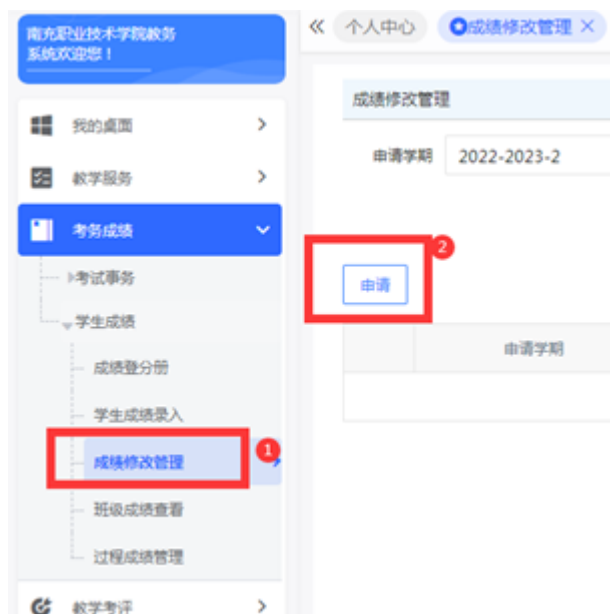 南充职业技术学院教务
系统欢迎您！
我的桌面
教学服务
考务成绩
考试事务
学生成绩
成绩登分册
学生成绩录入
成绩修改管理
1
班级成绩查看
过程成绩管理
教学考评
« 个人中心 成绩修改管理 ×
成绩修改管理
申请学期 2022-2023-2
2
申请
申请学期